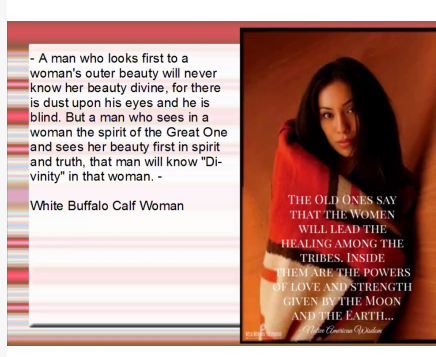 - A man who looks first to a
woman's outer beauty will never
know her beauty divine, for there
is dust upon his eyes and he is
blind. But a man who sees in a
woman the spirit of the Great One
and sees her beauty first in spirit
and truth, that man will know "Di-
vinity" in that woman. -
White Buffalo Calf Woman
The Old Ones say
that the Women
will lead the
healing among the
tribes. Inside
them are the powers
of love and strength
given by the Moon
and the Earth...
Native American Wisdom